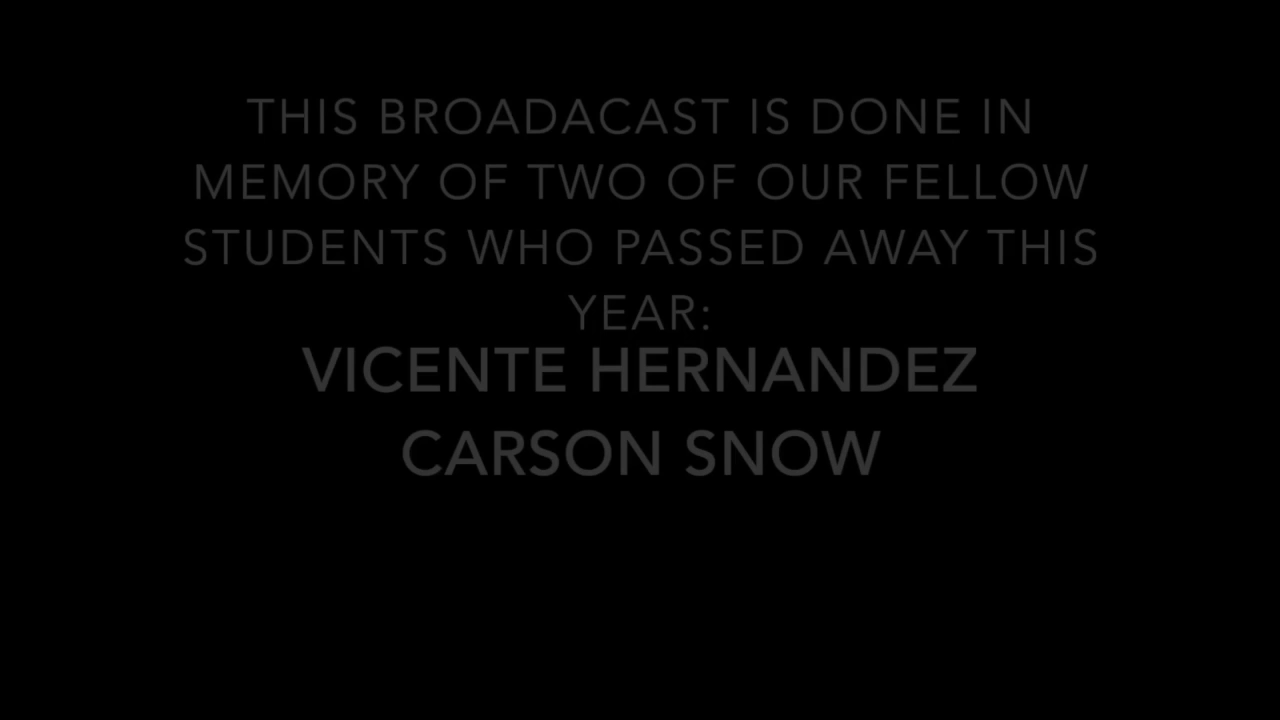 THIS BROADACAST IS DONE IN
MEMORY OF TWO OF OUR FELLOW
STUDENTS WHO PASSED AWAY THIS
YEAR:
VICENTE HERNANDEZ
CARSON SNOW